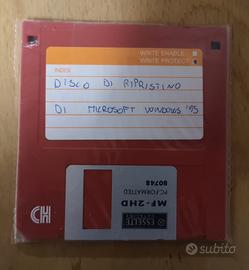 WRITE ENABLE
WRITE PROTECT
INDEX
DISCO DI RIPRISTINO
DI MICROSOFT WINDOWS '95
ESSELTE
MF-2HD
PC-FORMATTED
80748
CH
subito